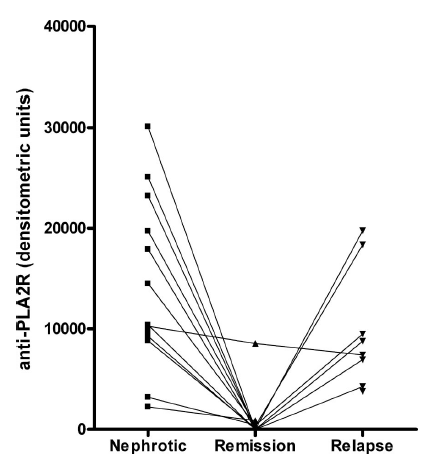 40000
30000
20000
10000
0
anti-PLA2R (densitometric units)
Nephrotic Remission Relapse